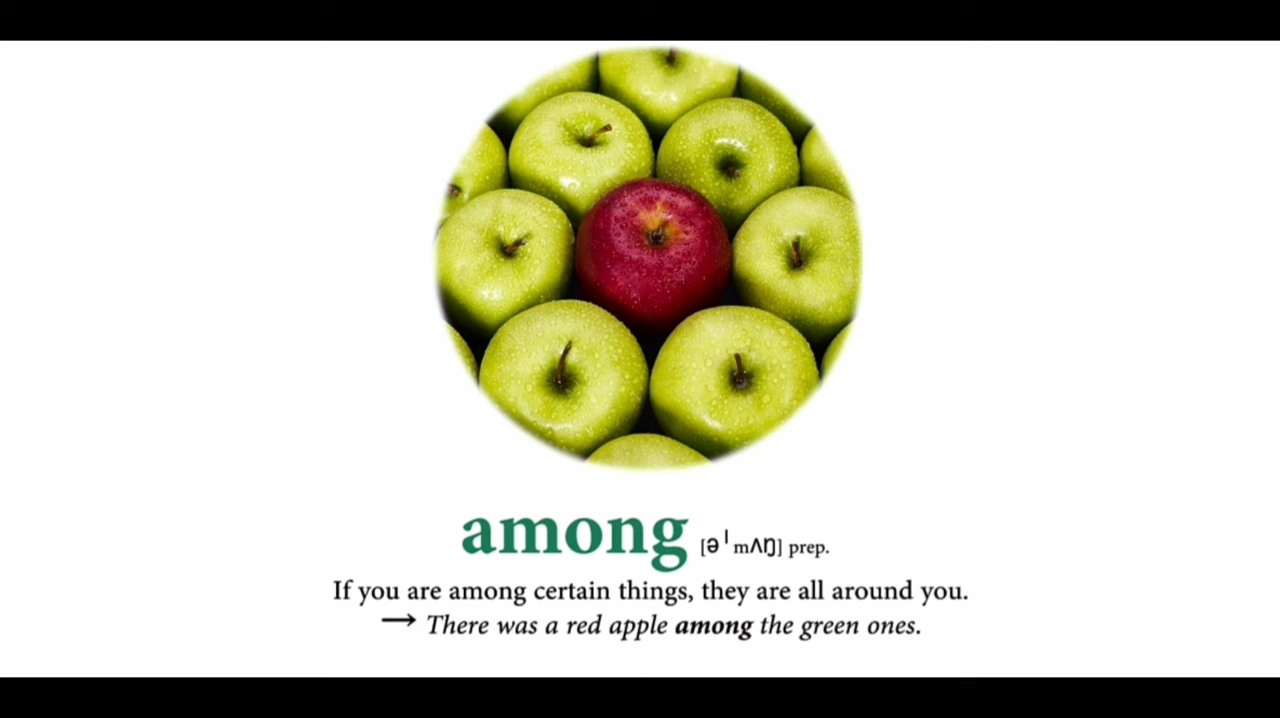 among [əˈmʌŋ] prep.
If you are among certain things, they are all around you.
→ There was a red apple among the green ones.